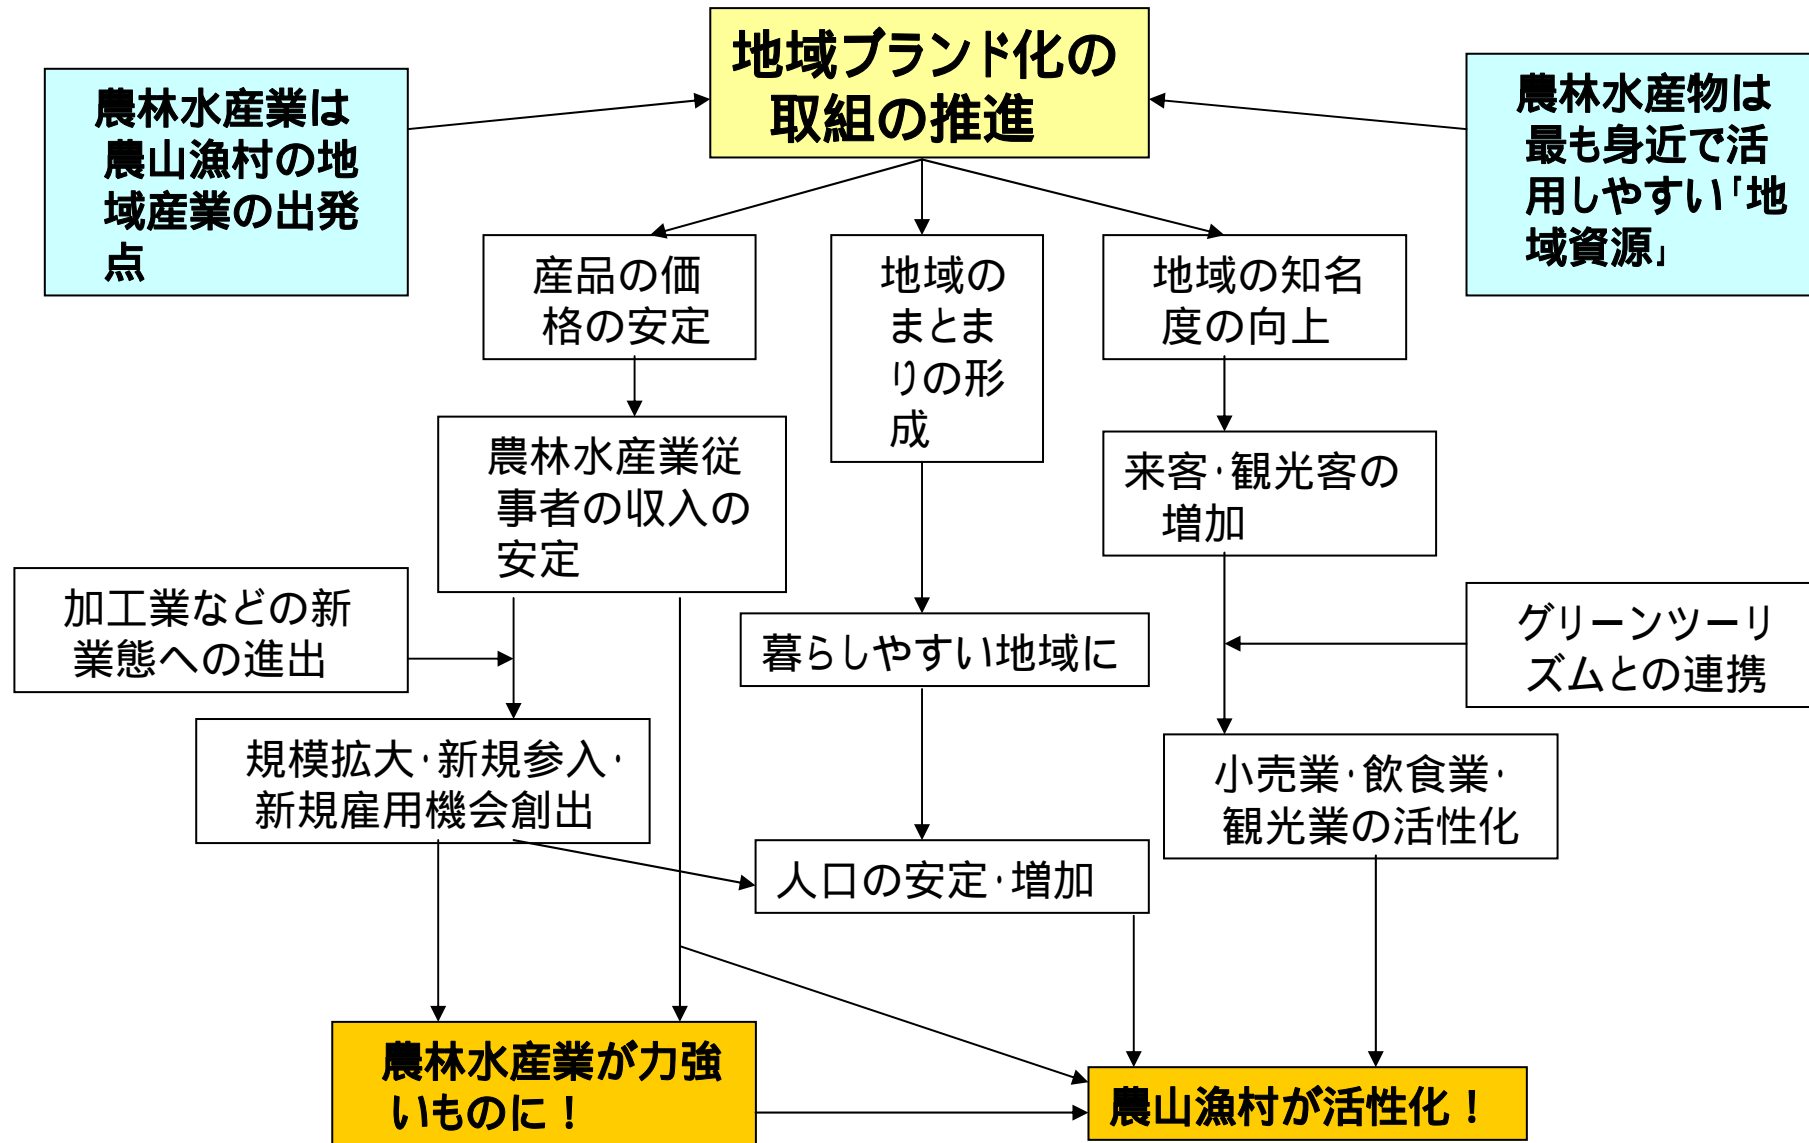 地域ブランド化の
取組の推進
農林水産業は
農山漁村の地
域産業の出発
点
農林水産物は
最も身近で活
用しやすい「地
域資源」
産品の価
格の安定
地域の
まとま
りの形
成
地域の知名
度の向上
農林水産業従
事者の収入の
安定
来客・観光客の
増加
加工業などの新
業態への進出
暮らしやすい地域に
グリーンツーリ
ズムとの連携
規模拡大・新規参入・
新規雇用機会創出
小売業・飲食業・
観光業の活性化
人口の安定・増加
農林水産業が力強
いものに！
農山漁村が活性化！